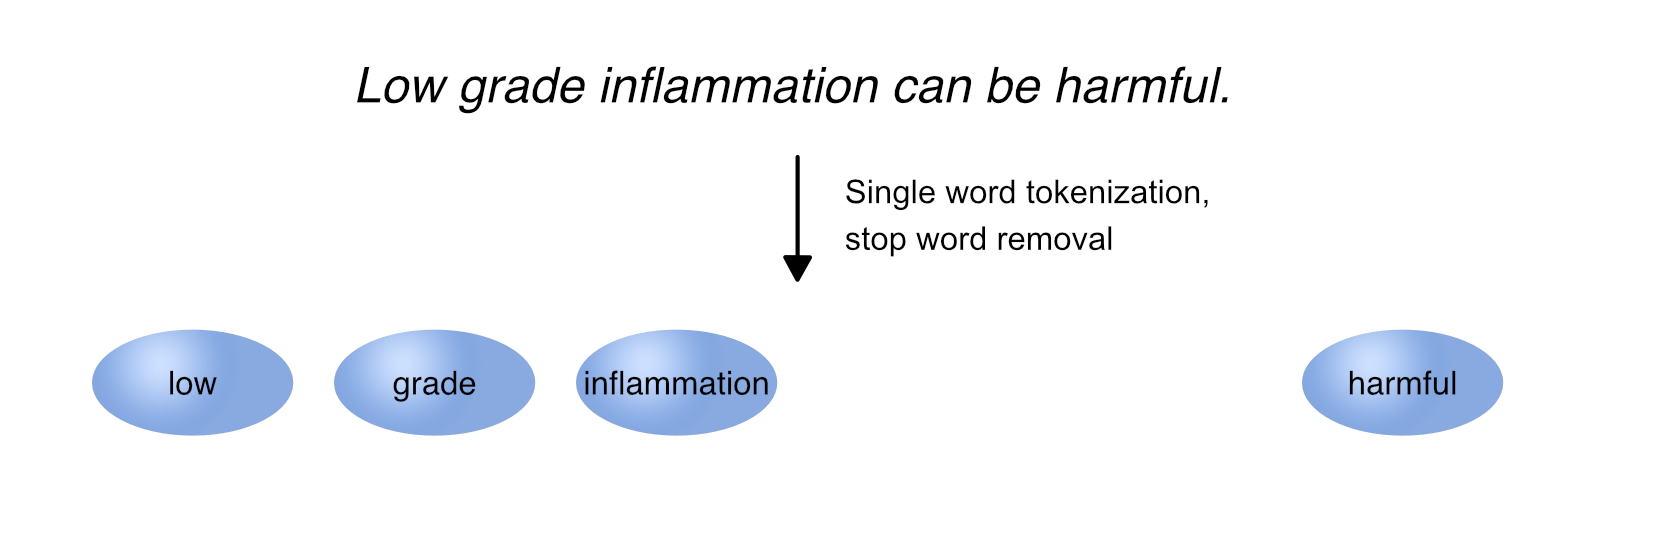 Low grade inflammation can be harmful.
Single word tokenization,
stop word removal
low grade inflammation harmful